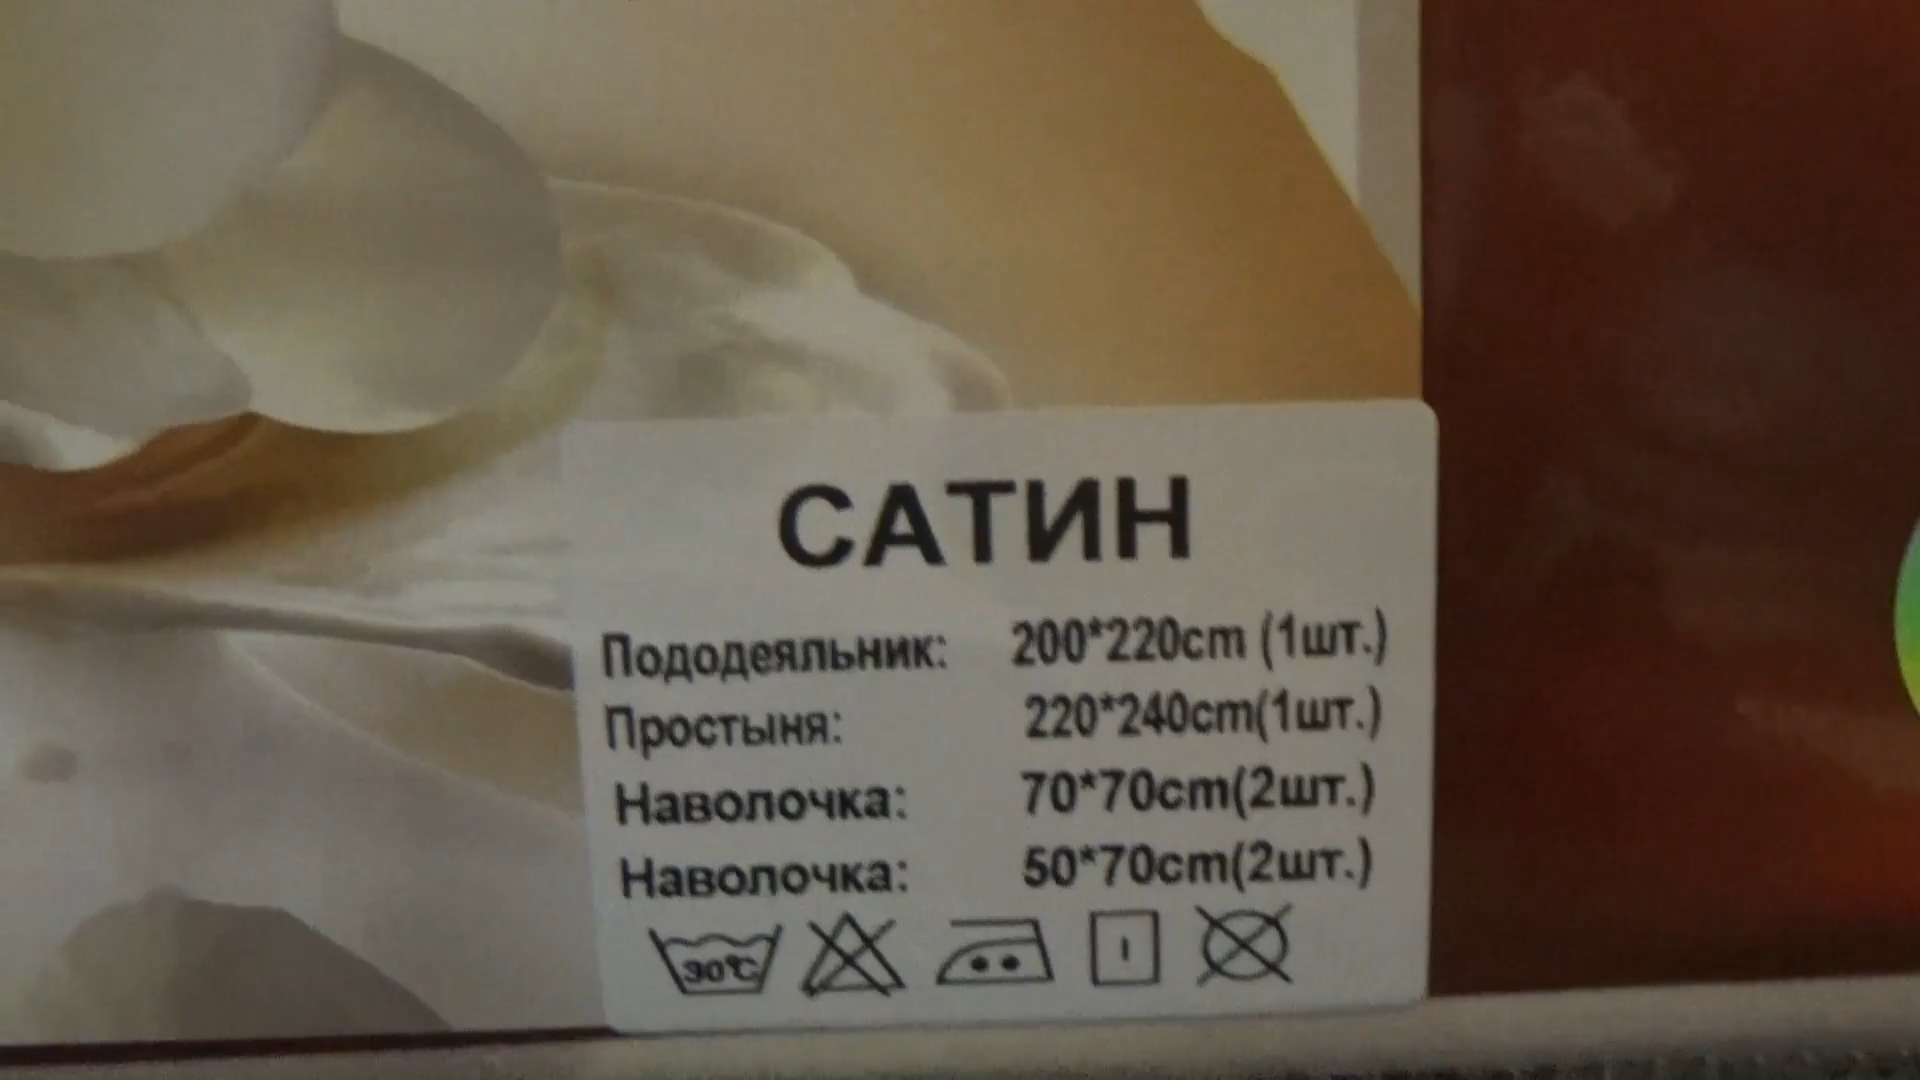 САТИН
Пододеяльник: 200*220cm (1шт.)
Простыня: 220*240cm(1шт.)
Наволочка: 70*70cm(2шт.)
Наволочка: 50*70cm(2шт.)
30℃